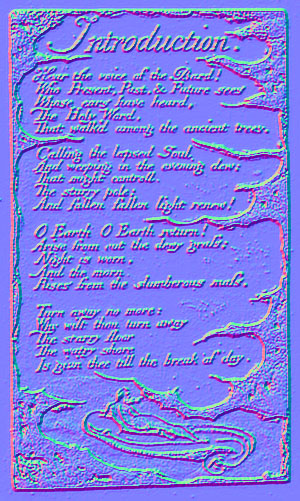 Introduction.
Hear the voice of the Bard!
Who Present, Past, & Future sees
Whose ears have heard,
The Holy Word,
That walk'd among the ancient trees.
Calling the lapsed Soul
And weeping in the evening dew:
That might controll.
The starry pole:
And fallen fallen light renew!
O Earth O Earth return!
Arise from out the dewy grass:
Night is worn,
And the morn
Rises from the slumberous mass.
Turn away no more:
Why wilt thou turn away
The starry floor
The watry shore
Is giv'n thee till the break of day.